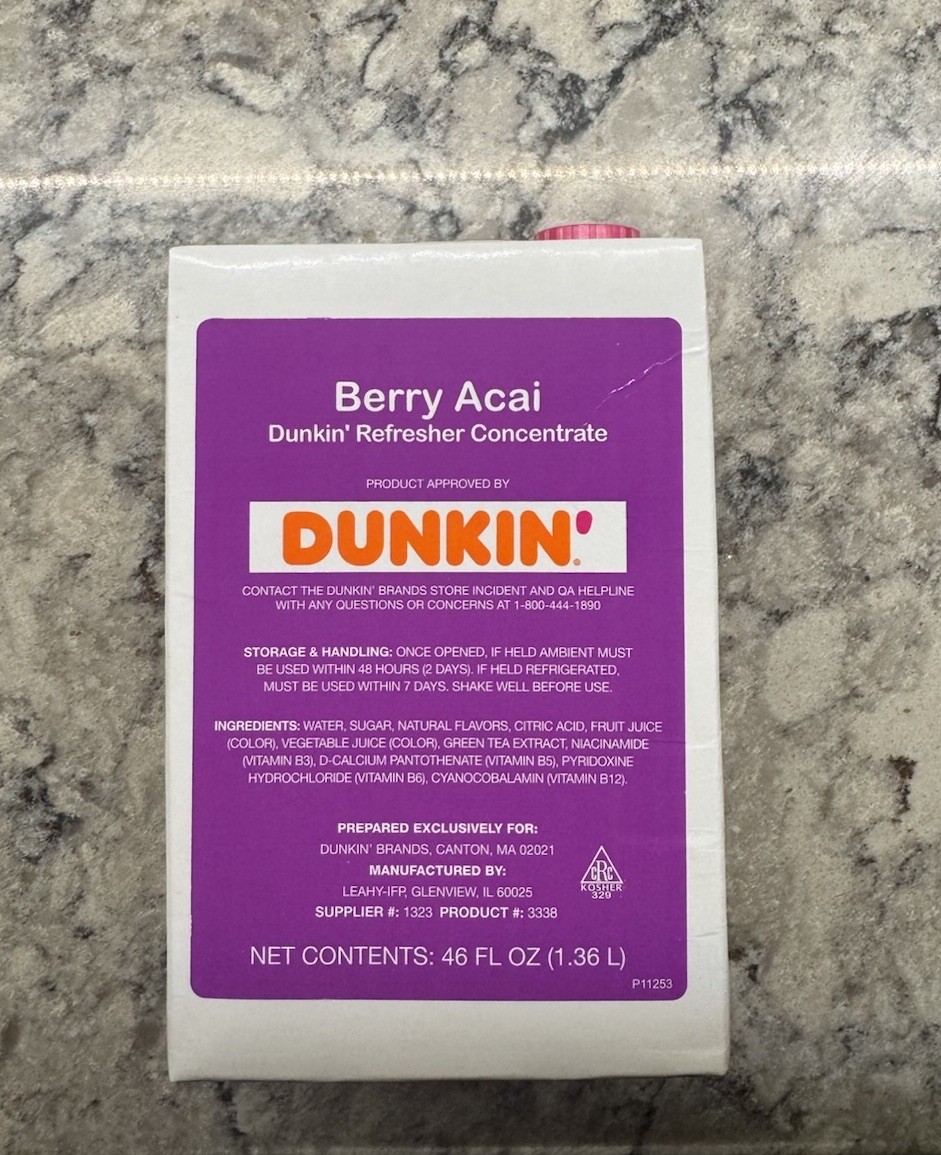 Berry Acai
Dunkin' Refresher Concentrate
PRODUCT APPROVED BY
DUNKIN'
CONTACT THE DUNKIN' BRANDS STORE INCIDENT AND QA HELPLINE
WITH ANY QUESTIONS OR CONCERNS AT 1-800-444-1890
STORAGE & HANDLING: ONCE OPENED, IF HELD AMBIENT MUST
BE USED WITHIN 48 HOURS (2 DAYS). IF HELD REFRIGERATED,
MUST BE USED WITHIN 7 DAYS. SHAKE WELL BEFORE USE.
INGREDIENTS: WATER, SUGAR, NATURAL FLAVORS, CITRIC ACID, FRUIT JUICE
(COLOR), VEGETABLE JUICE (COLOR), GREEN TEA EXTRACT, NIACINAMIDE
(VITAMIN B3), D-CALCIUM PANTOTHENATE (VITAMIN B5), PYRIDOXINE
HYDROCHLORIDE (VITAMIN B6), CYANOCOBALAMIN (VITAMIN B12).
PREPARED EXCLUSIVELY FOR:
DUNKIN' BRANDS, CANTON, MA 02021
MANUFACTURED BY:
LEAHY-IFP, GLENVIEW, IL 60025
SUPPLIER #: 1323 PRODUCT #: 3338
cRc
KOSHER
329
NET CONTENTS: 46 FL OZ (1.36 L)
P11253